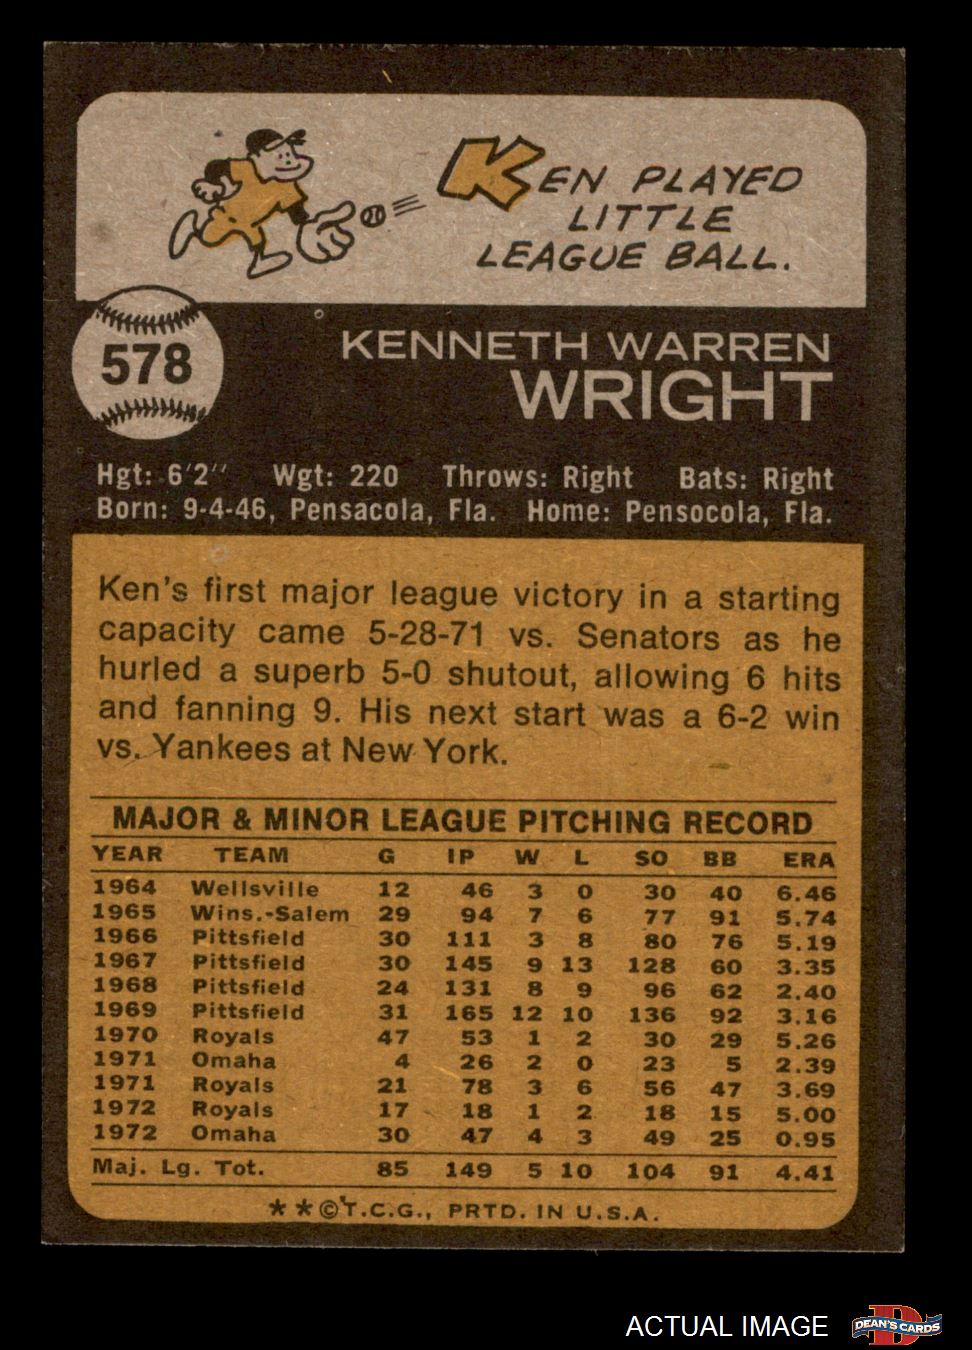 KEN PLAYED
LITTLE
LEAGUE BALL.
578
KENNETH WARREN
WRIGHT
Hgt: 6'2" Wgt: 220 Throws: Right Bats: Right
Born: 9-4-46, Pensacola, Fla. Home: Pensocola, Fla.
Ken's first major league victory in a starting
capacity came 5-28-71 vs. Senators as he
hurled a superb 5-0 shutout, allowing 6 hits
and fanning 9. His next start was a 6-2 win
vs. Yankees at New York.
MAJOR & MINOR LEAGUE PITCHING RECORD
YEAR TEAM G IP W L SO BB ERA
1964 Wellsville 12 46 3 0 30 40 6.46
1965 Wins.-Salem 29 94 7 6 77 91 5.74
1966 Pittsfield 30 111 3 8 80 76 5.19
1967 Pittsfield 30 145 9 13 128 60 3.35
1968 Pittsfield 24 131 8 9 96 62 2.40
1969 Pittsfield 31 165 12 10 136 92 3.16
1970 Royals 47 53 1 2 30 29 5.26
1971 Omaha 4 26 2 0 23 5 2.39
1971 Royals 21 78 3 6 56 47 3.69
1972 Royals 17 18 1 2 18 15 5.00
1972 Omaha 30 47 4 3 49 25 0.95
Maj. Lg. Tot. 85 149 5 10 104 91 4.41
* * © T.C.G., PRTD. IN U.S.A.
ACTUAL IMAGE
D
DEAN'S CARDS